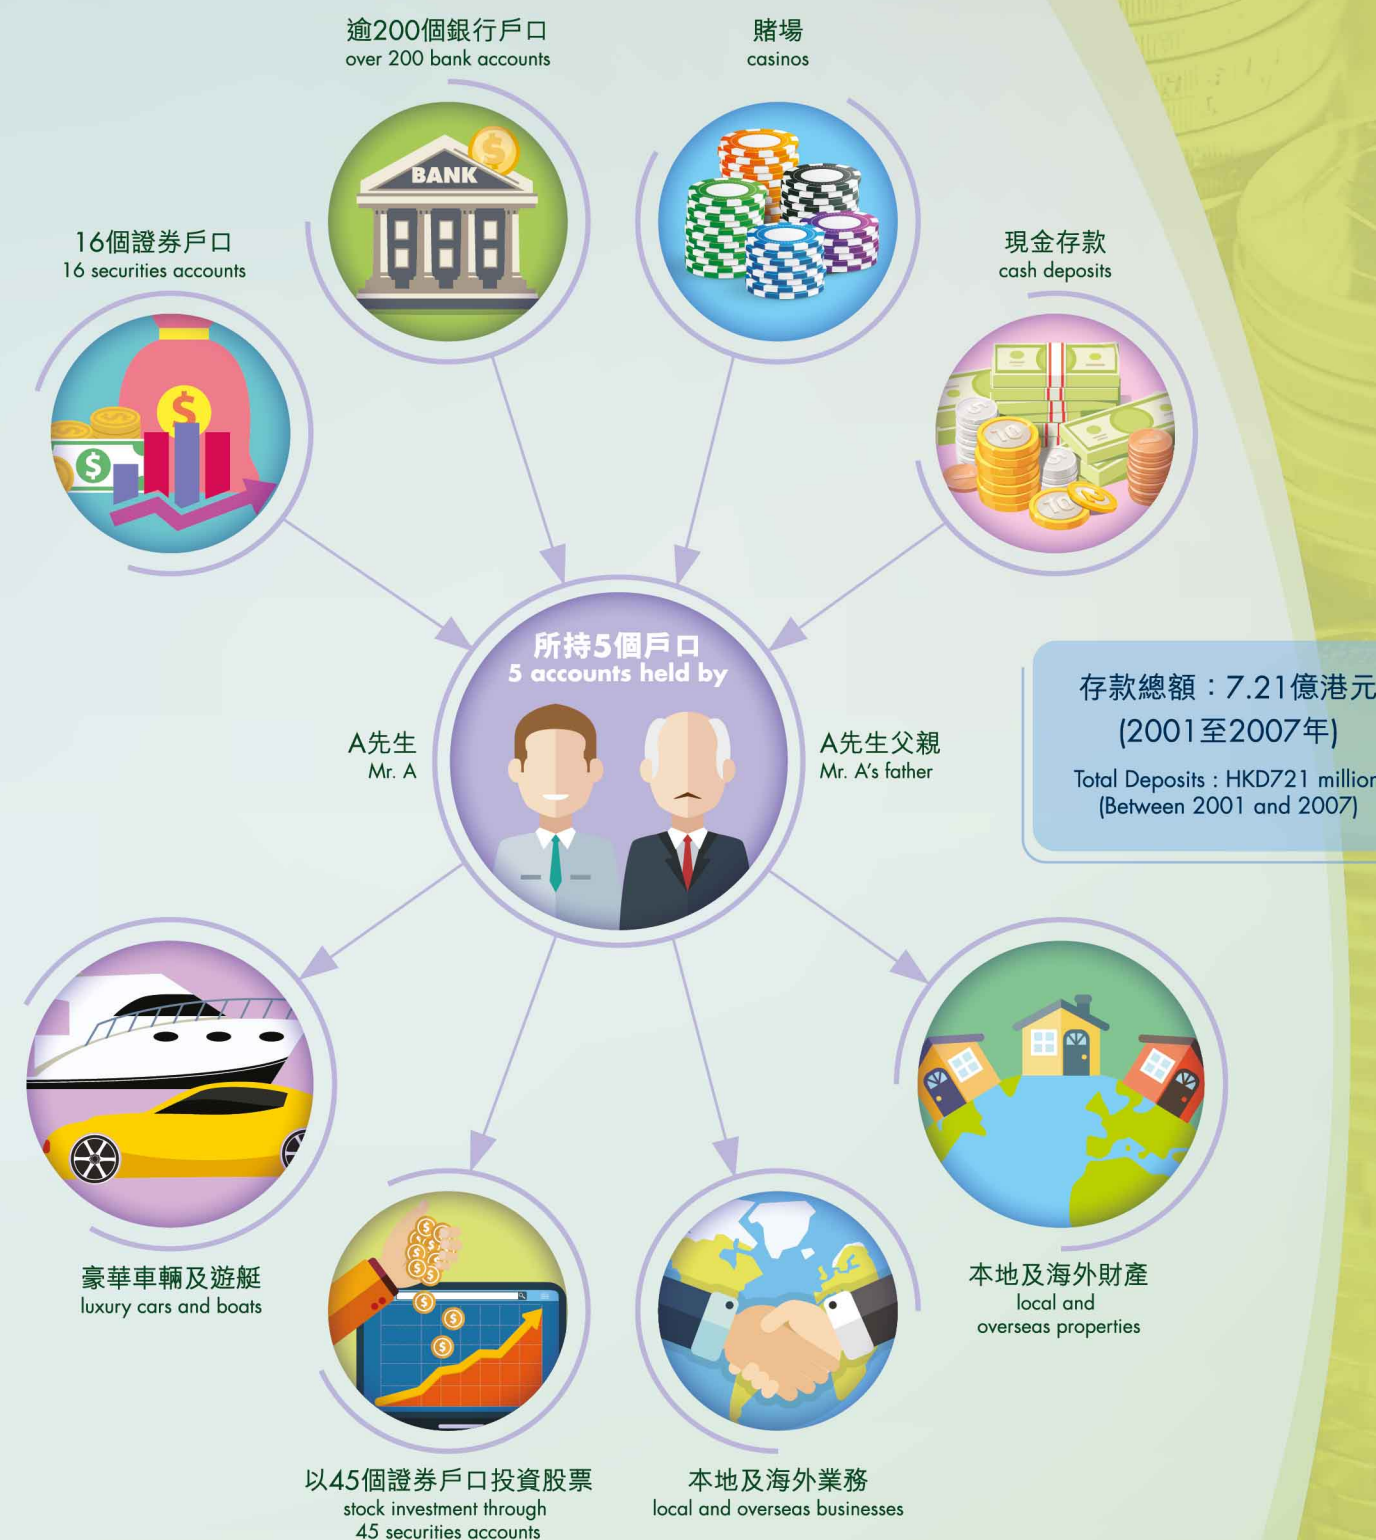 逾200個銀行戶口
over 200 bank accounts
賭場
casinos
BANK
16個證券戶口
16 securities accounts
現金存款
cash deposits
所持5個戶口
5 accounts held by
A先生
Mr. A
A先生父親
Mr. A's father
存款總額：7.21億港元
(2001至2007年)
Total Deposits : HKD721 million
(Between 2001 and 2007)
豪華車輛及遊艇
luxury cars and boats
本地及海外財產
local and
overseas properties
以45個證券戶口投資股票
stock investment through
45 securities accounts
本地及海外業務
local and overseas businesses